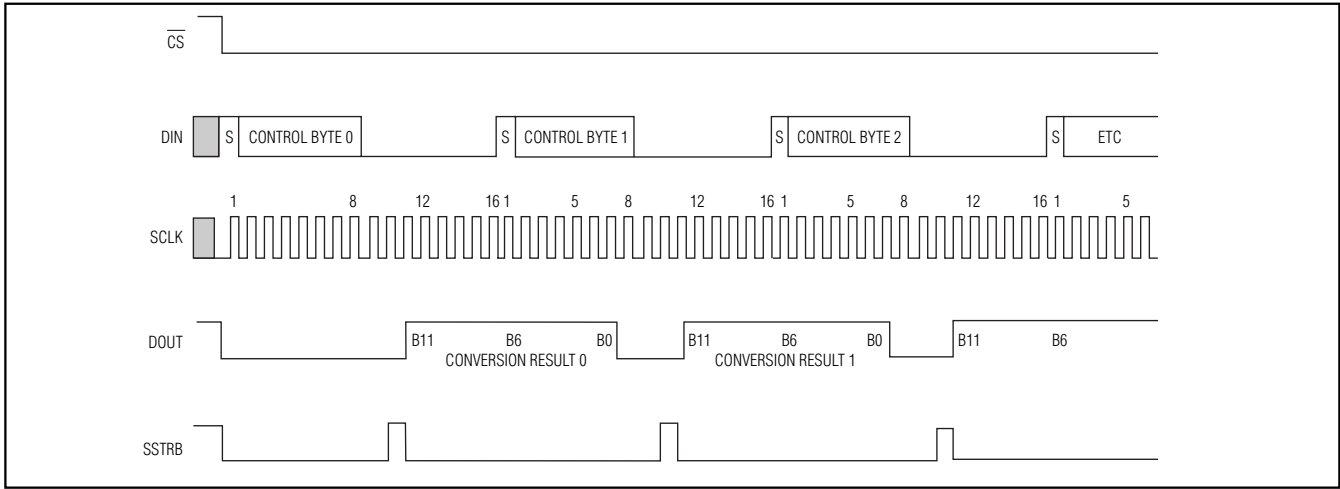 CS
DIN S CONTROL BYTE 0 S CONTROL BYTE 1 S CONTROL BYTE 2 S ETC
1 8 12 16 1 5 8 12 16 1 5 8 12 16 1 5
SCLK
DOUT B11 B6 B0 B11 B6 B0 B11 B6
CONVERSION RESULT 0 CONVERSION RESULT 1
SSTRB